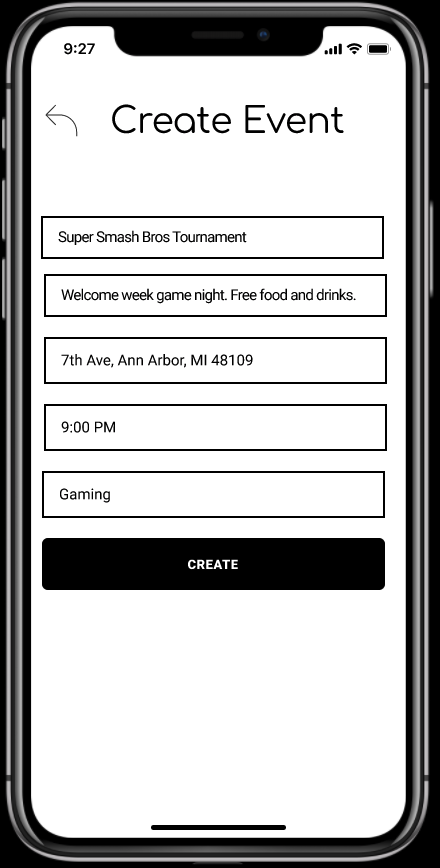 9:27
Create Event
Super Smash Bros Tournament
Welcome week game night. Free food and drinks.
7th Ave, Ann Arbor, MI 48109
9:00 PM
Gaming
CREATE